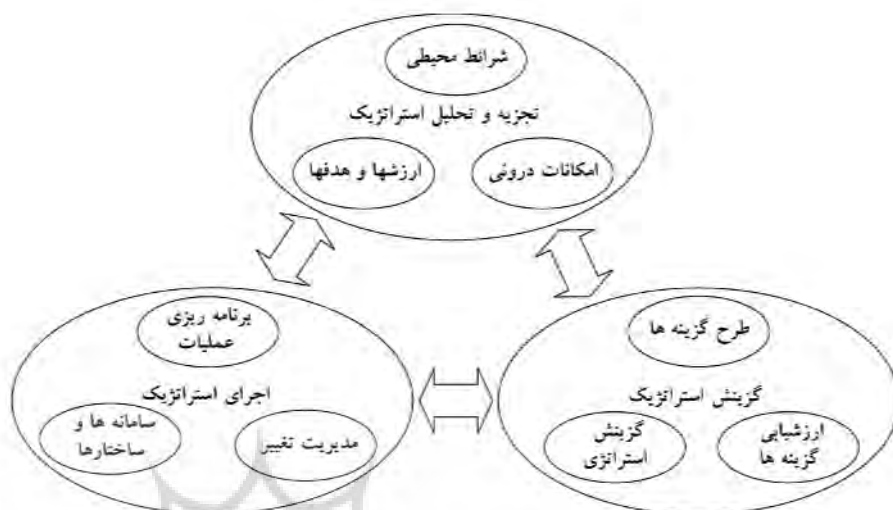 شرائط محیطی
تجزیه و تحلیل استراتژیک
امکانات درونی
ارزشها و هدفها
طرح گزینه ها
گزینش استراتژیک
ارزشیابی
گزینه ها
گزینش
استراتژی
برنامه ریزی
عملیات
اجرای استراتژیک
مدیریت تغییر
سامانه ها و
ساختارها